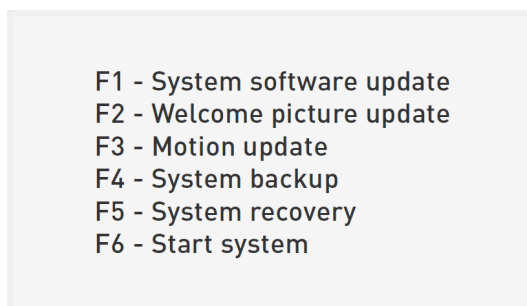 F1 - System software update
F2 - Welcome picture update
F3 - Motion update
F4 - System backup
F5 - System recovery
F6 - Start system